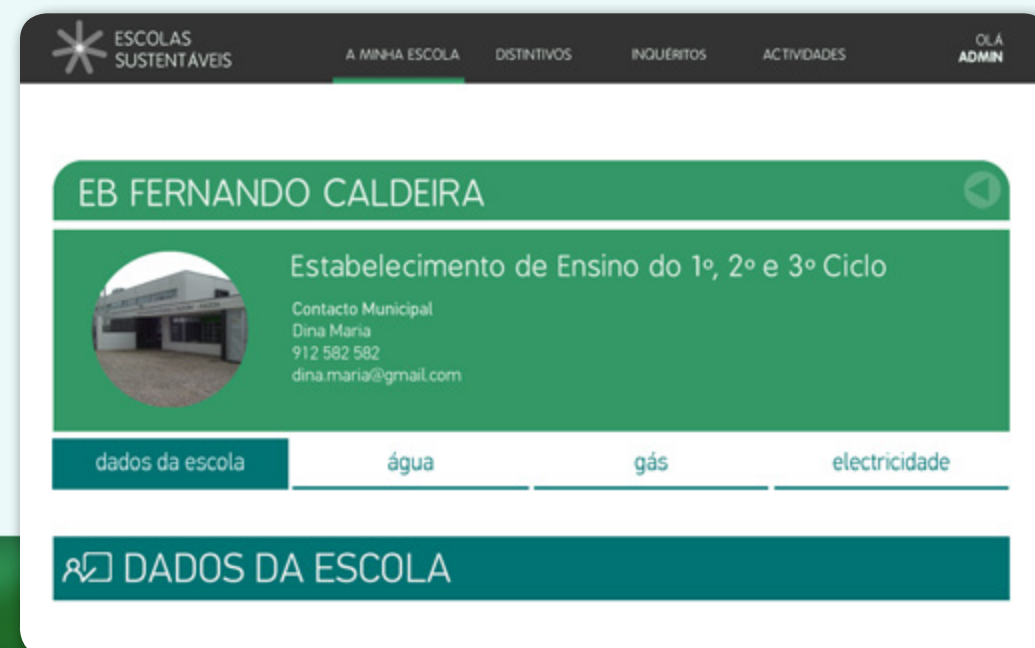 ESCOLAS
SUSTENTÁVEIS
A MINHA ESCOLA
DISTINTIVOS
INQUÉRITOS
ACTIVIDADES
OLÁ
ADMIN
EB FERNANDO CALDEIRA
Estabelecimento de Ensino do 1º, 2º e 3º Ciclo
Contacto Municipal
Dina Maria
912 582 582
dina.maria@gmail.com
dados da escola
água
gás
electricidade
DADOS DA ESCOLA